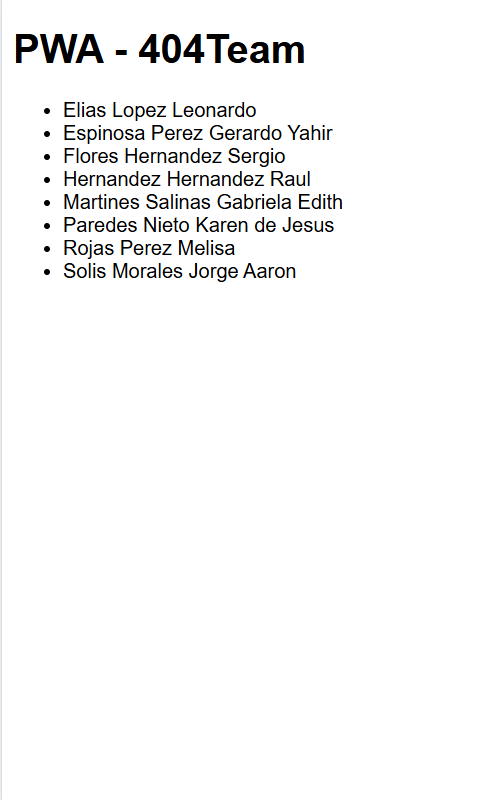 PWA - 404Team
Elias Lopez Leonardo
Espinosa Perez Gerardo Yahir
Flores Hernandez Sergio
Hernandez Hernandez Raul
Martines Salinas Gabriela Edith
Paredes Nieto Karen de Jesus
Rojas Perez Melisa
Solis Morales Jorge Aaron